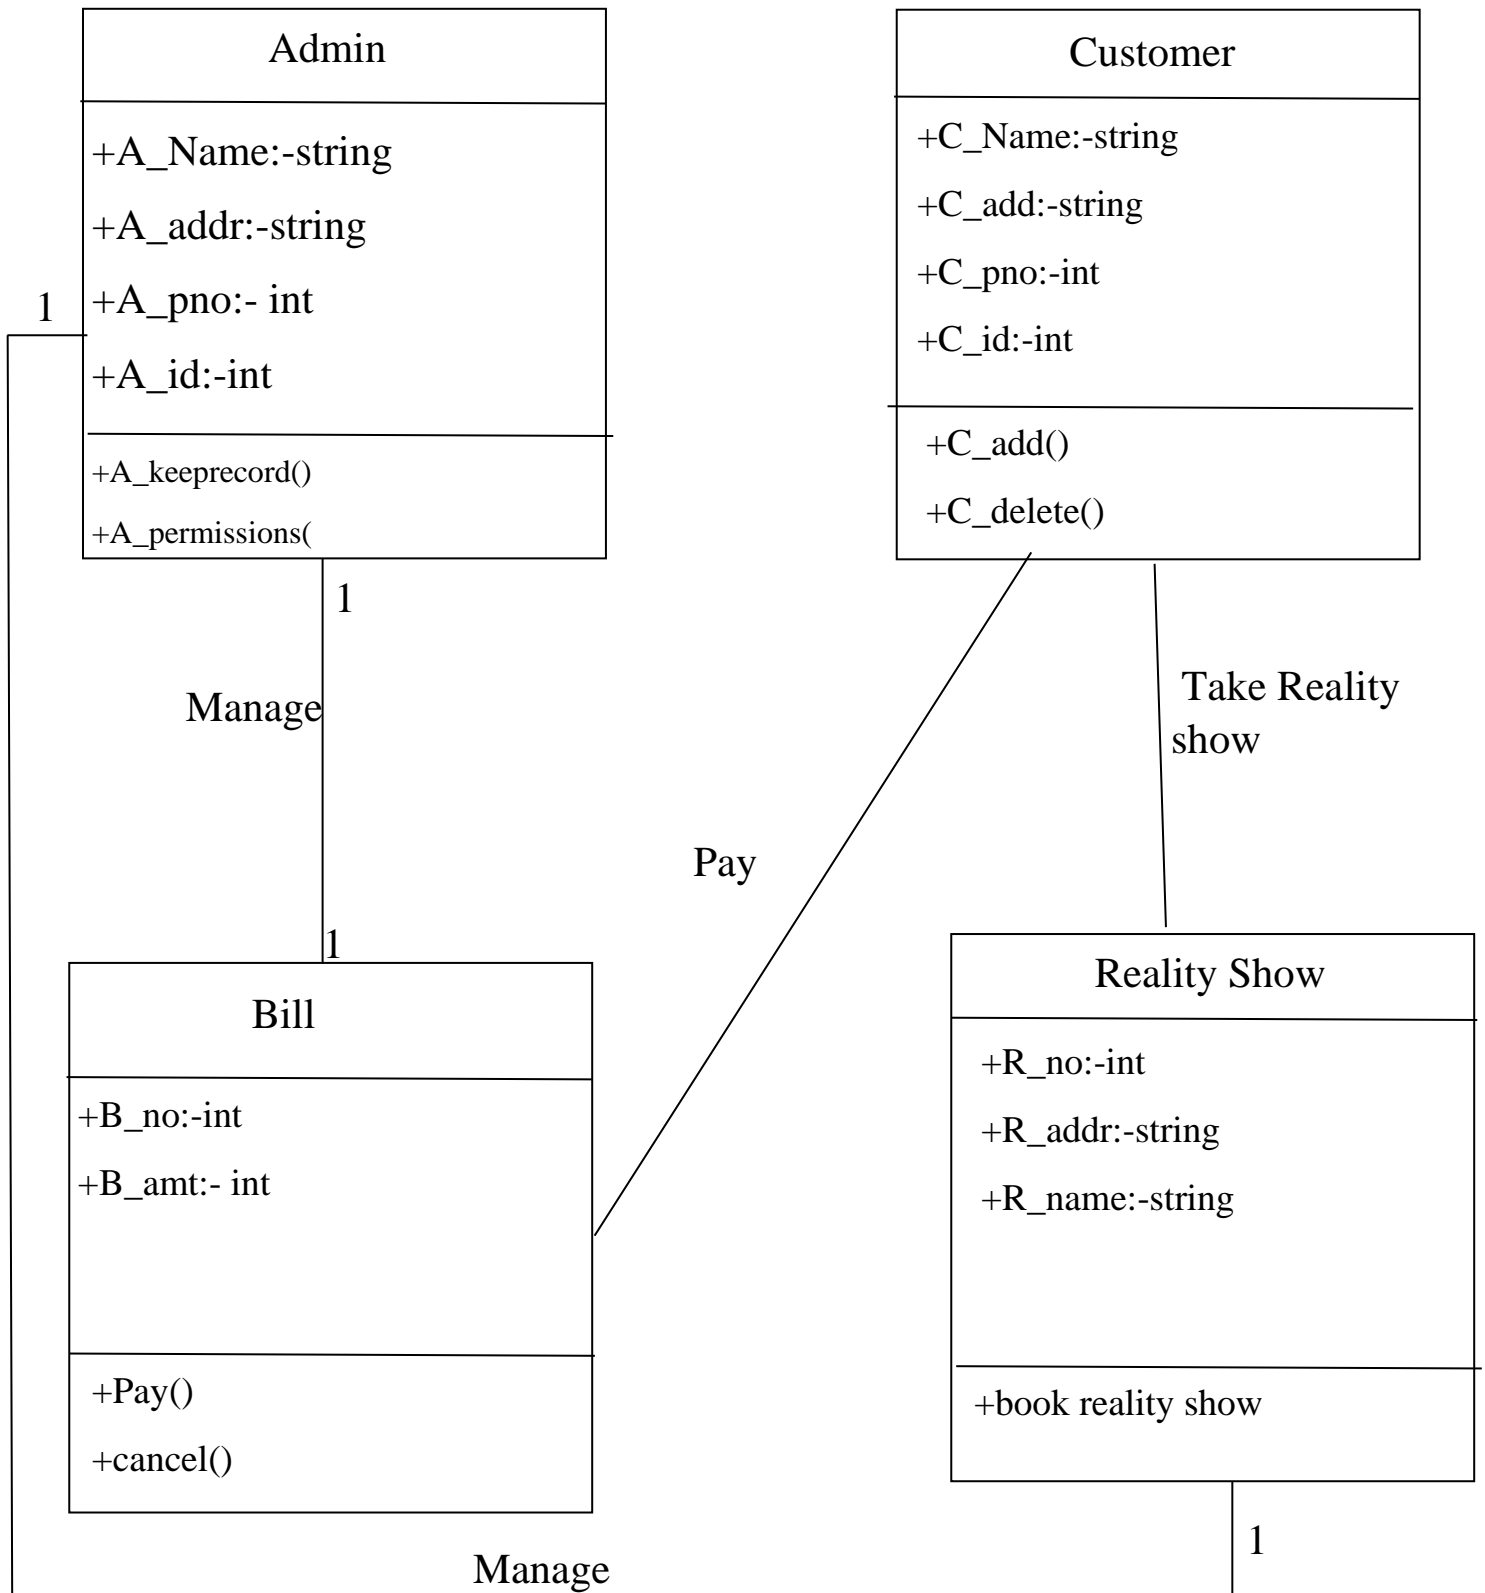 Admin
+A_Name:-string
+A_addr:-string
+A_pno:- int
+A_id:-int
+A_keeprecord()
+A_permissions(
1
1
Manage
1
Customer
+C_Name:-string
+C_add:-string
+C_pno:-int
+C_id:-int
+C_add()
+C_delete()
Take Reality
show
Pay
Bill
+B_no:-int
+B_amt:- int
+Pay()
+cancel()
Reality Show
+R_no:-int
+R_addr:-string
+R_name:-string
+book reality show
1
Manage